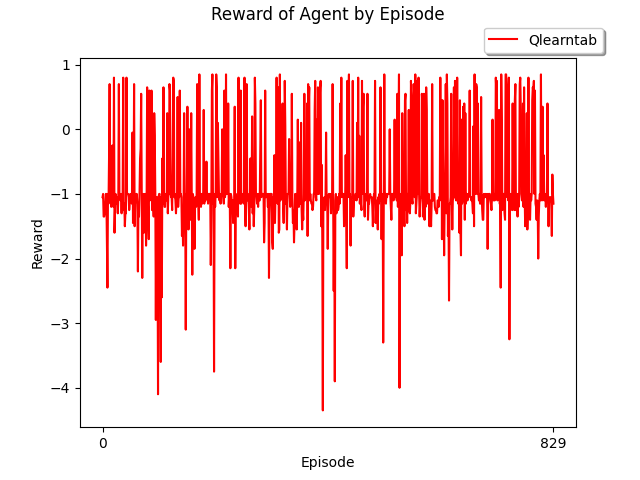 Reward of Agent by Episode
Qlearntab
1
0
−1
−2
−3
−4
Reward
0
829
Episode